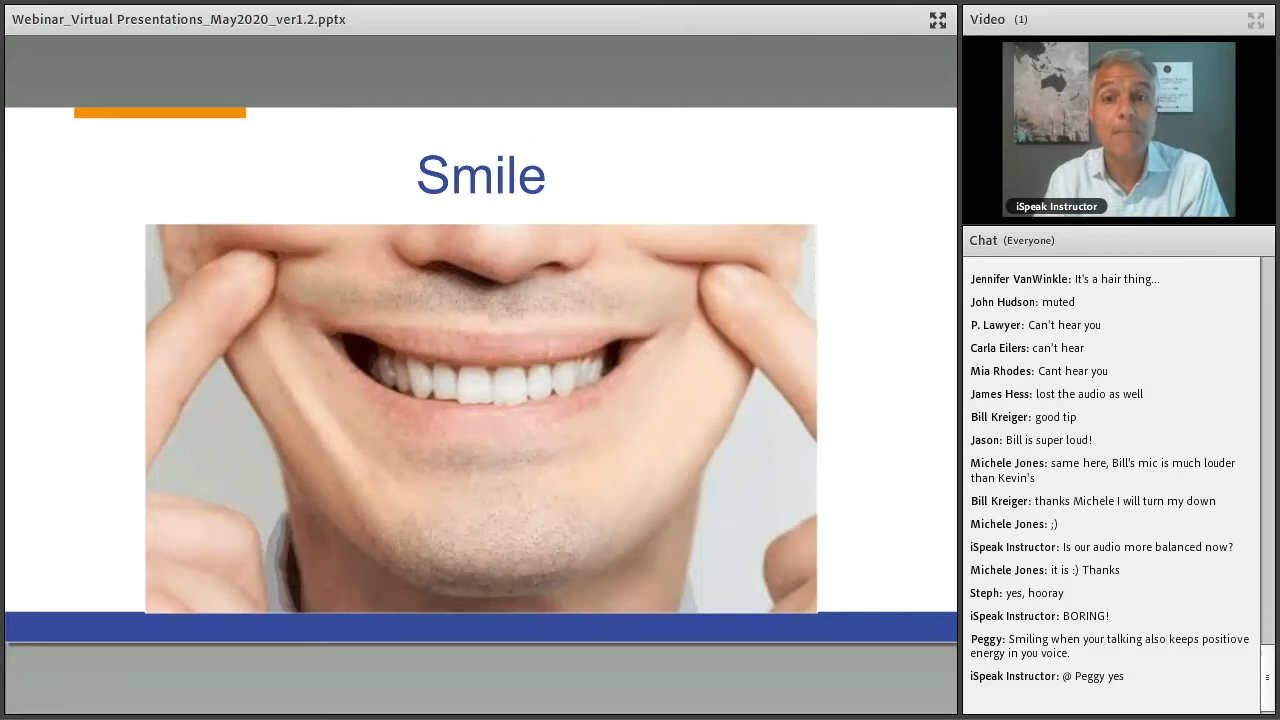 Webinar_Virtual Presentations_May2020_ver1.2.pptx
Smile
Video (1)
iSpeak Instructor
Chat (Everyone)
Jennifer VanWinkle: It's a hair thing...
John Hudson: muted
P. Lawyer: Can't hear you
Carla Eilers: can't hear
Mia Rhodes: Cant hear you
James Hess: lost the audio as well
Bill Kreiger: good tip
Jason: Bill is super loud!
Michele Jones: same here, Bill's mic is much louder
than Kevin's
Bill Kreiger: thanks Michele I will turn my down
Michele Jones: ;)
iSpeak Instructor: Is our audio more balanced now?
Michele Jones: it is :) Thanks
Steph: yes, hooray
iSpeak Instructor: BORING!
Peggy: Smiling when your talking also keeps positiove
energy in you voice.
iSpeak Instructor: @ Peggy yes